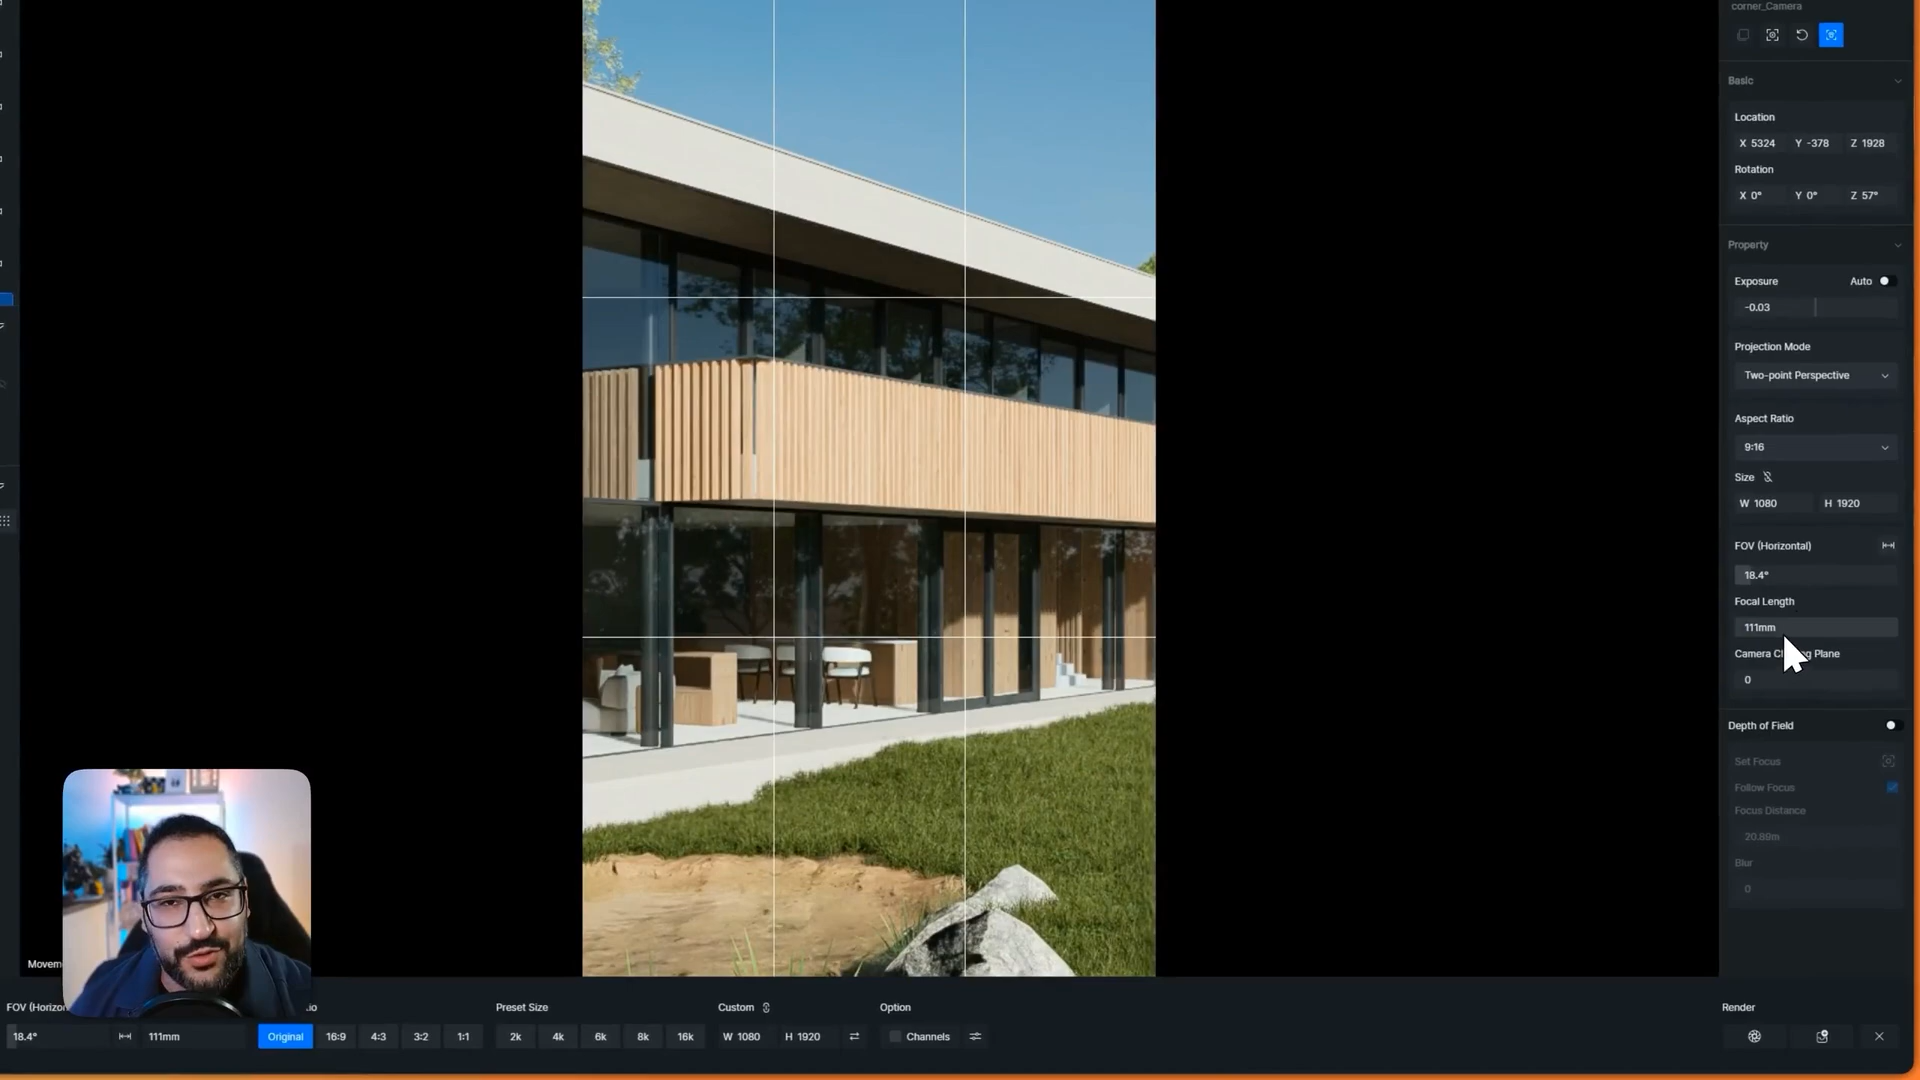 corner_Camera
Basic
Location
X 5324 Y -378 Z 1928
Rotation
X 0° Y 0° Z 57°
Property
Exposure Auto
-0.03
Projection Mode
Two-point Perspective
Aspect Ratio
9:16
Size
W 1080 H 1920
FOV (Horizontal)
18.4°
Focal Length
111mm
Camera Plane
0
Depth of Field
Set Focus
Follow Focus
Focus Distance
20.89m
Blur
0
Movem
FOV (Horizon io Preset Size Custom Option Render
18.4° 111mm Original 16:9 4:3 3:2 1:1 2k 4k 6k 8k 16k W 1080 H 1920 Channels